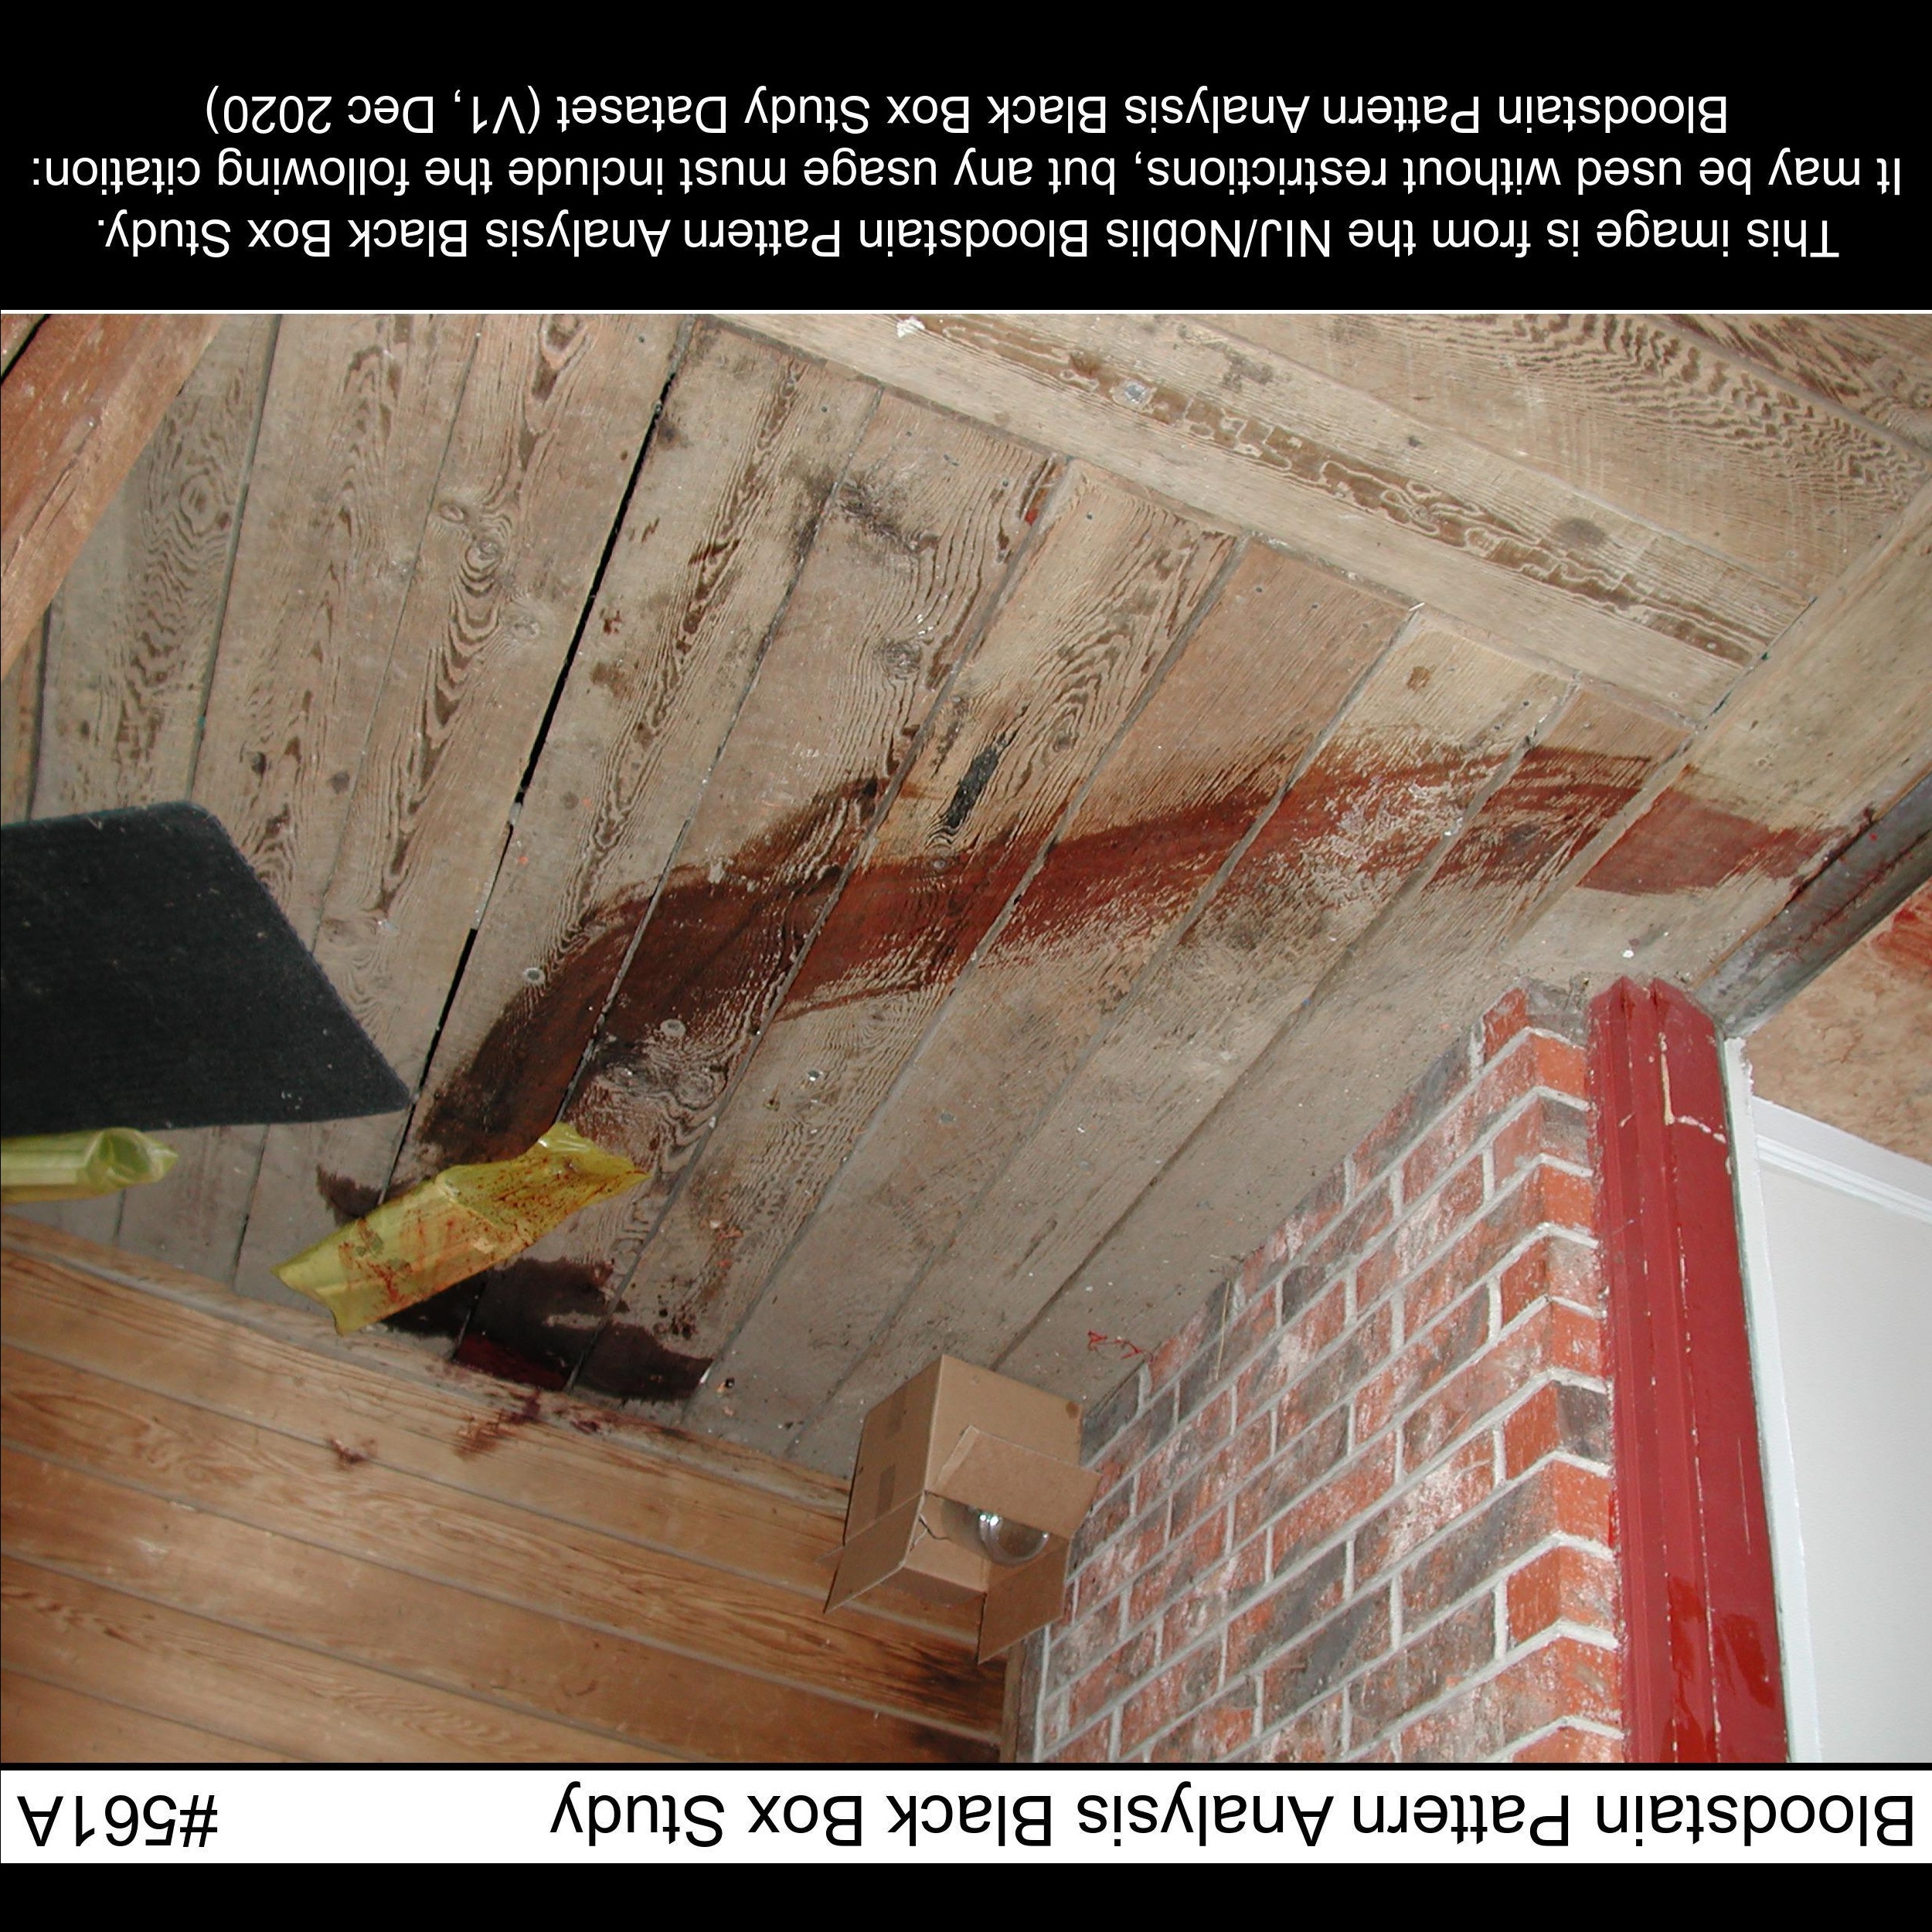 Bloodstain Pattern Analysis Black Box Study #561A
This image is from the NIJ/Noblis Bloodstain Pattern Analysis Black Box Study.
It may be used without restrictions, but any usage must include the following citation:
Bloodstain Pattern Analysis Black Box Study Dataset (V1, Dec 2020)